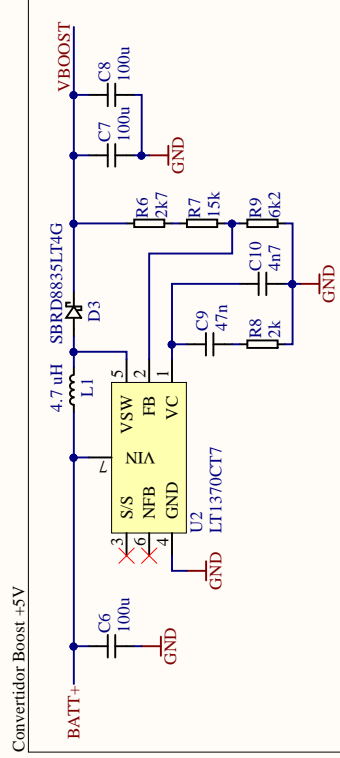 Convertidor Boost +5V
BATT+
C6
100u
GND
4.7 uH
L1
SBRD8835LT4G
D3
VBOOST
C7
100u
C8
100u
GND
7
VIN
3
S/S
VSW
5
6
NFB
FB
2
4
GND
VC
1
U2
LT1370CT7
GND
R6
2k7
R7
15k
R9
6k2
C9
47n
R8
2k
C10
4n7
GND